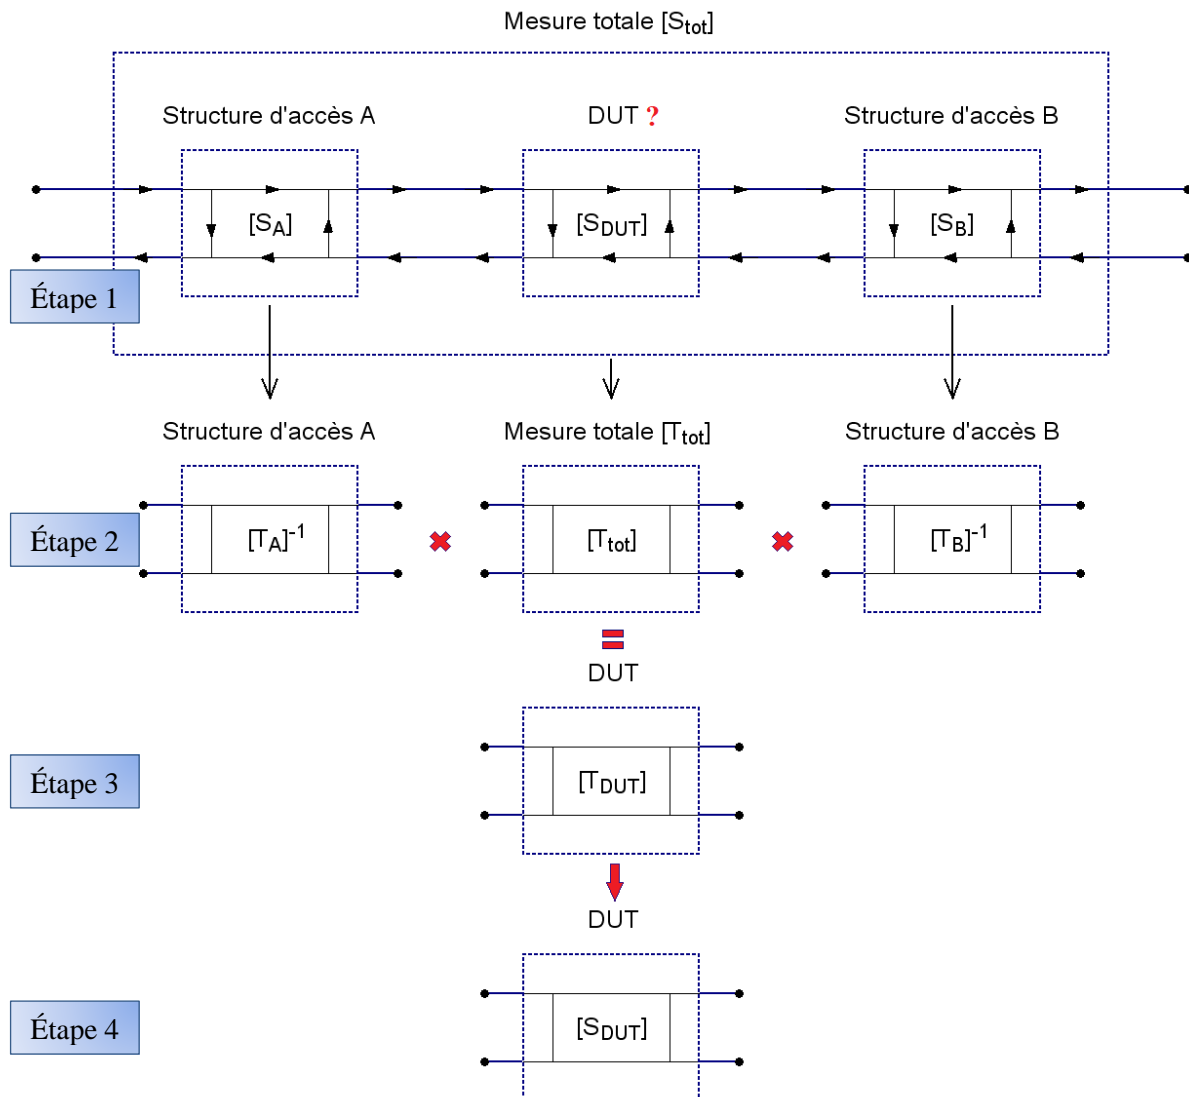 Mesure totale [Stot]
Structure d'accès A
DUT ?
Structure d'accès B
[SA]
[SDUT]
[SB]
Étape 1
Structure d'accès A
Mesure totale [Ttot]
Structure d'accès B
Étape 2
[TA]-1
[Ttot]
[TB]-1
DUT
Étape 3
[TDUT]
DUT
Étape 4
[SDUT]